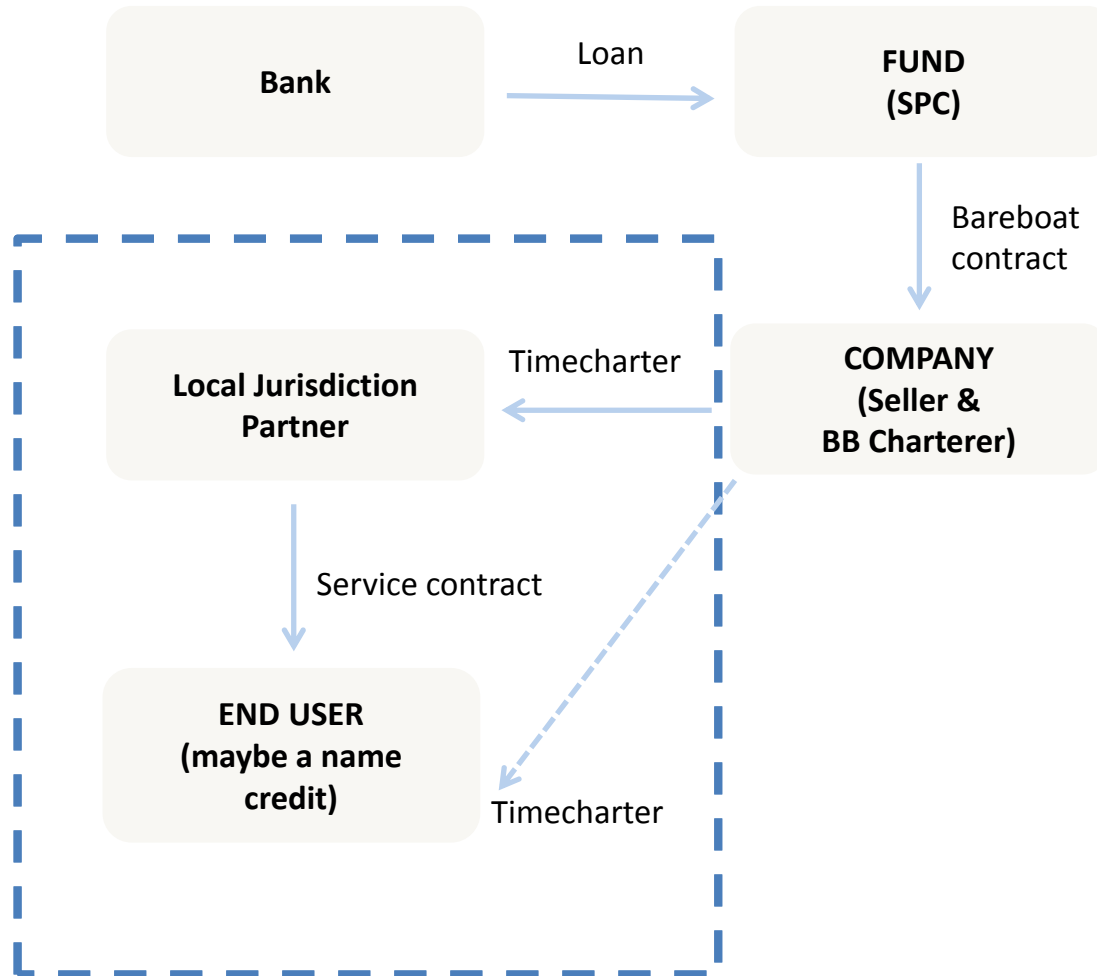 Bank
Loan
FUND
(SPC)
Bareboat
contract
Local Jurisdiction
Partner
Timecharter
COMPANY
(Seller &
BB Charterer)
Service contract
END USER
(maybe a name
credit)
Timecharter